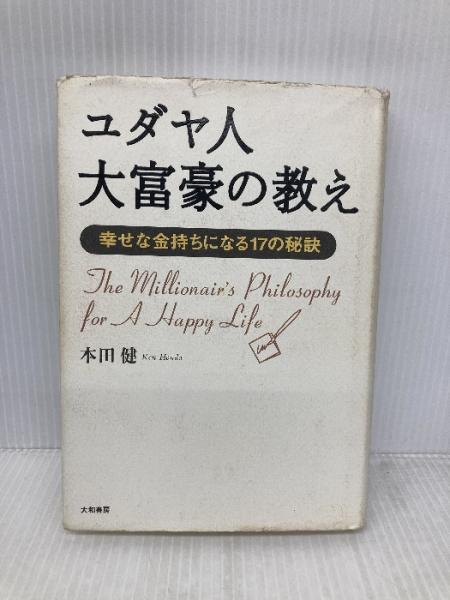 ユダヤ人
大富豪の教え
幸せな金持ちになる17の秘訣
The Millionair's Philosophy
for A Happy Life
本田 健 Ken Honda
大和書房